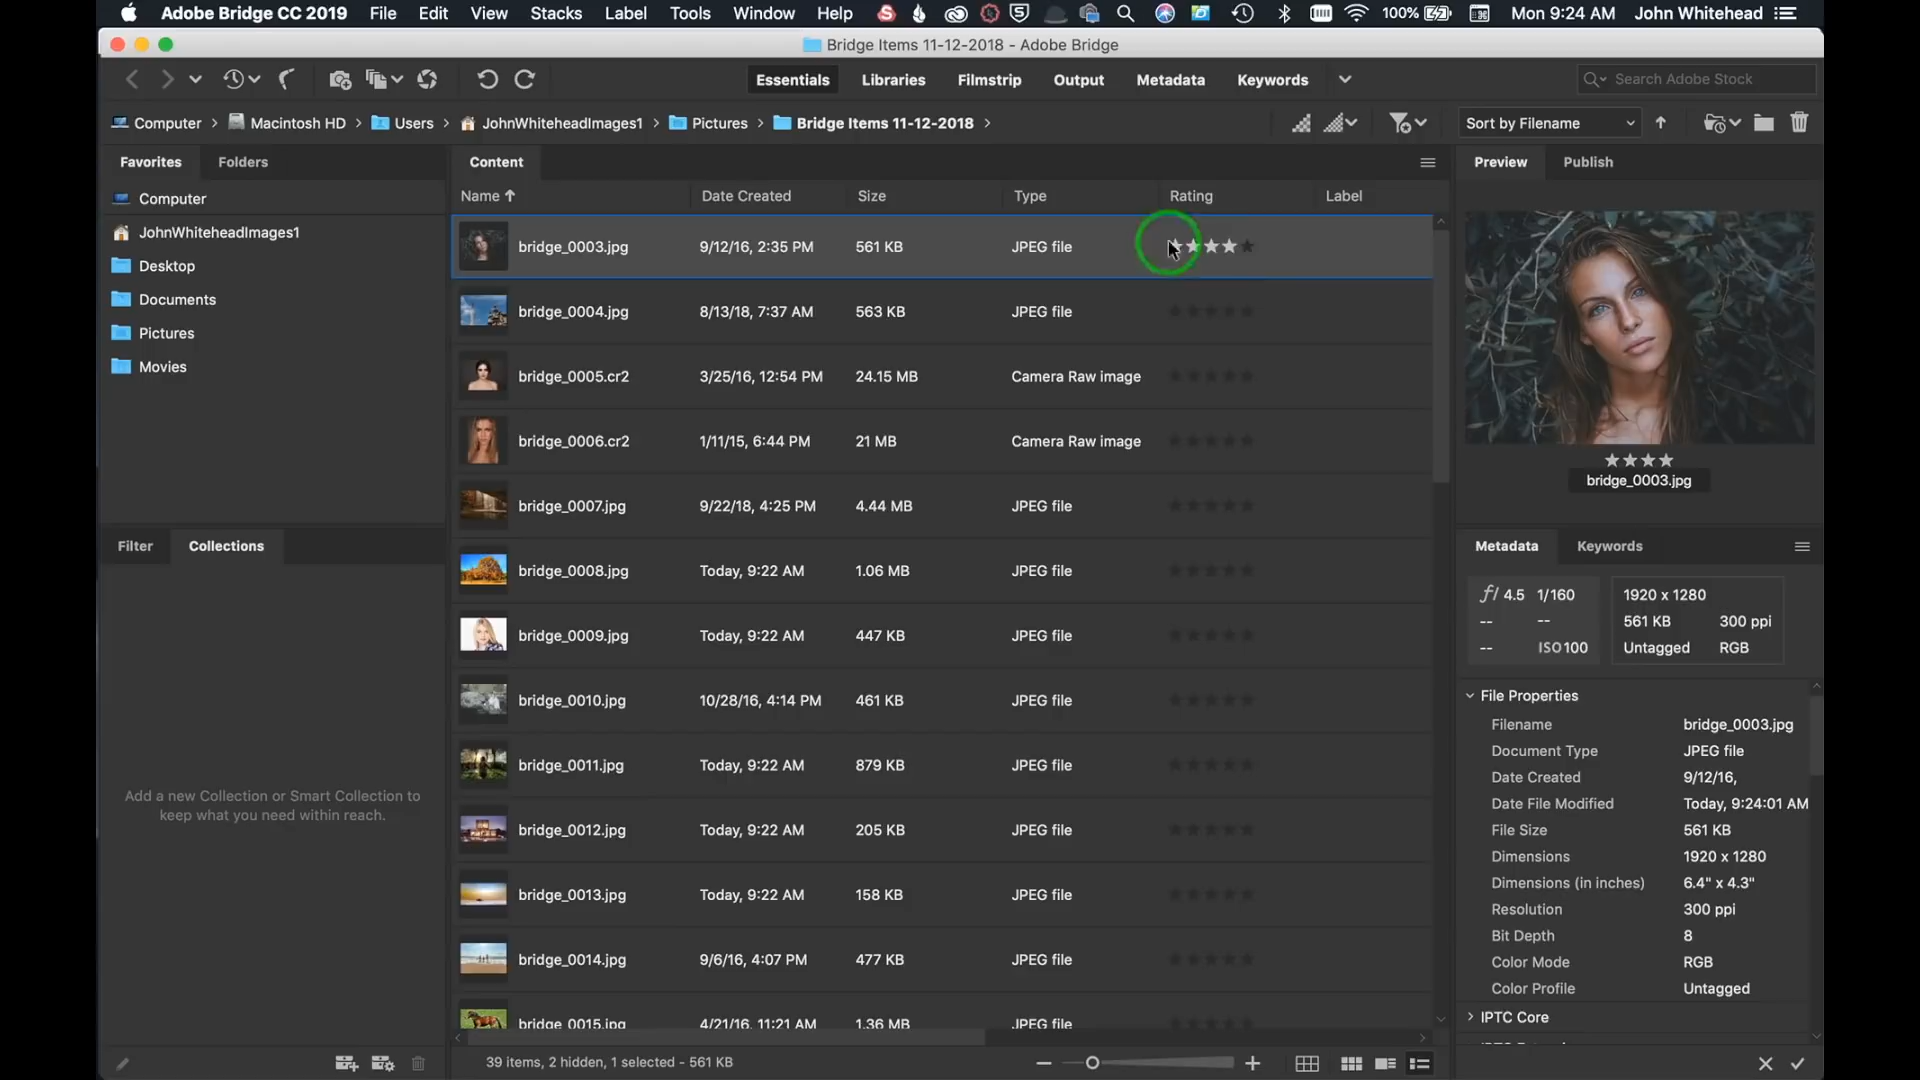 Adobe Bridge CC 2019 File Edit View Stacks Label Tools Window Help 100% Mon 9:24 AM John Whitehead
Bridge Items 11-12-2018 - Adobe Bridge
Essentials Libraries Filmstrip Output Metadata Keywords Search Adobe Stock
Computer Macintosh HD Users JohnWhiteheadImages1 Pictures Bridge Items 11-12-2018 Sort by Filename
Favorites Folders Content Preview Publish
Computer
JohnWhiteheadImages1
Desktop
Documents
Pictures
Movies
Filter Collections
Add a new Collection or Smart Collection to
keep what you need within reach.
Name Date Created Size Type Rating Label
bridge_0003.jpg 9/12/16, 2:35 PM 561 KB JPEG file
bridge_0004.jpg 8/13/18, 7:37 AM 563 KB JPEG file
bridge_0005.cr2 3/25/16, 12:54 PM 24.15 MB Camera Raw image
bridge_0006.cr2 1/11/15, 6:44 PM 21 MB Camera Raw image
bridge_0007.jpg 9/22/18, 4:25 PM 4.44 MB JPEG file
bridge_0008.jpg Today, 9:22 AM 1.06 MB JPEG file
bridge_0009.jpg Today, 9:22 AM 447 KB JPEG file
bridge_0010.jpg 10/28/16, 4:14 PM 461 KB JPEG file
bridge_0011.jpg Today, 9:22 AM 879 KB JPEG file
bridge_0012.jpg Today, 9:22 AM 205 KB JPEG file
bridge_0013.jpg Today, 9:22 AM 158 KB JPEG file
bridge_0014.jpg 9/6/16, 4:07 PM 477 KB JPEG file
bridge_0015.jpg 4/21/16, 11:21 AM 1.36 MB JPEG file
39 items, 2 hidden, 1 selected - 561 KB
bridge_0003.jpg
Metadata Keywords
f/ 4.5 1/160 1920 x 1280
-- -- 561 KB 300 ppi
-- ISO100 Untagged RGB
File Properties
Filename bridge_0003.jpg
Document Type JPEG file
Date Created 9/12/16,
Date File Modified Today, 9:24:01 AM
File Size 561 KB
Dimensions 1920 x 1280
Dimensions (in inches) 6.4" x 4.3"
Resolution 300 ppi
Bit Depth 8
Color Mode RGB
Color Profile Untagged
IPTC Core